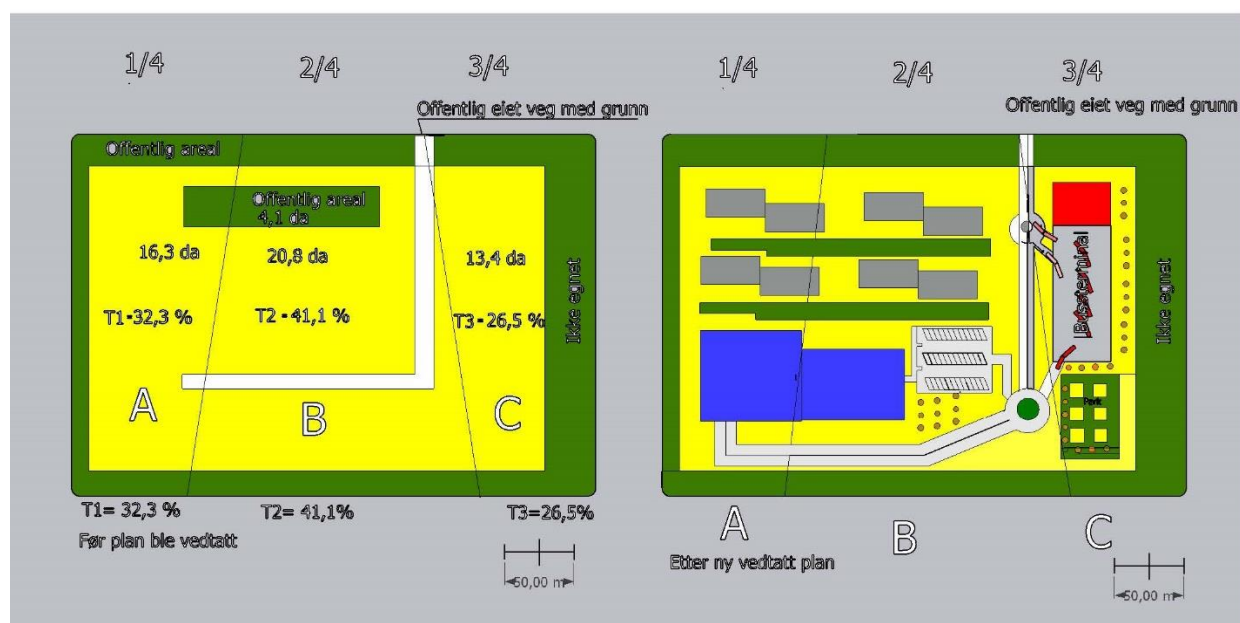 1/4
2/4
3/4
Offentlig eiet veg med grunn
Offentlig areal
Offentlig areal
4,1 da
16,3 da
20,8 da
13,4 da
T1-32,3 %
T2 - 41,1 %
T3 - 26,5 %
Ikke egnet
A
B
C
T1= 32,3 %
T2= 41,1%
T3=26,5%
Før plan ble vedtatt
50,00 m
1/4
2/4
3/4
Offentlig eiet veg med grunn
Bussterminal
Ikke egnet
Park
A
B
C
Etter ny vedtatt plan
50,00 m